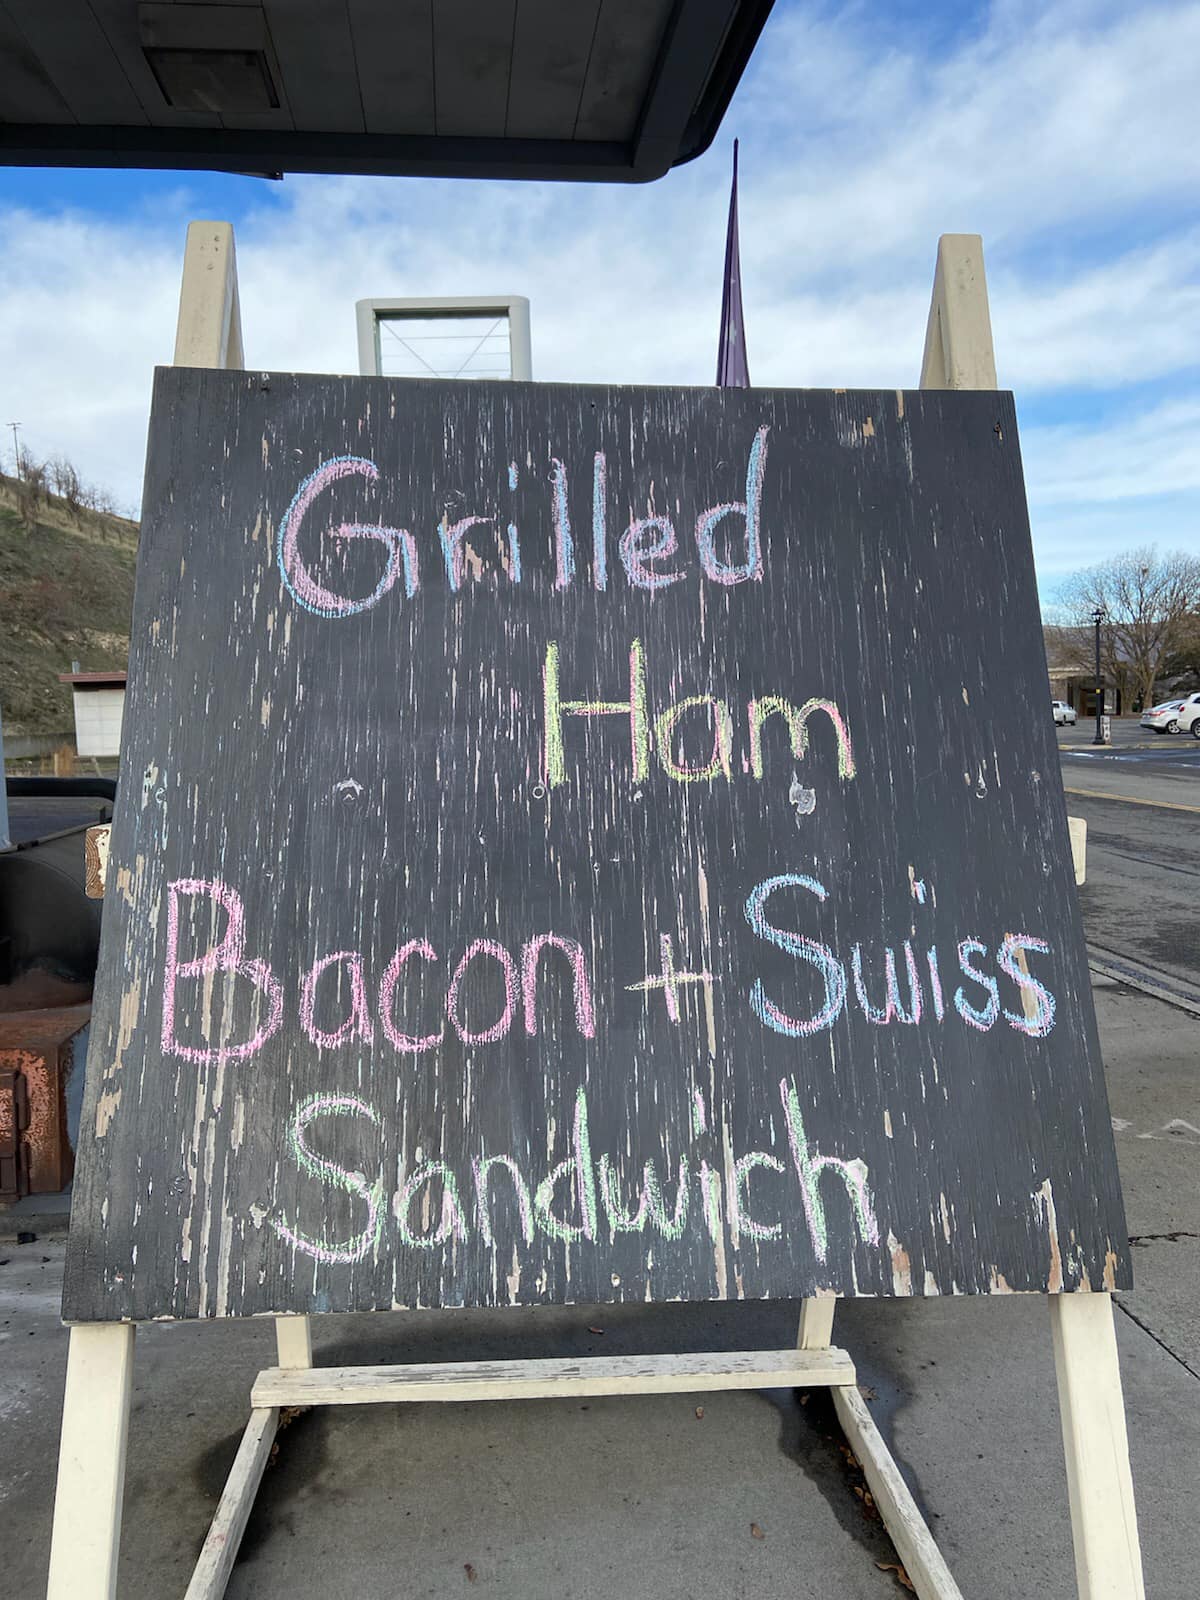 Grilled
Ham
Bacon + Swiss
Sandwich